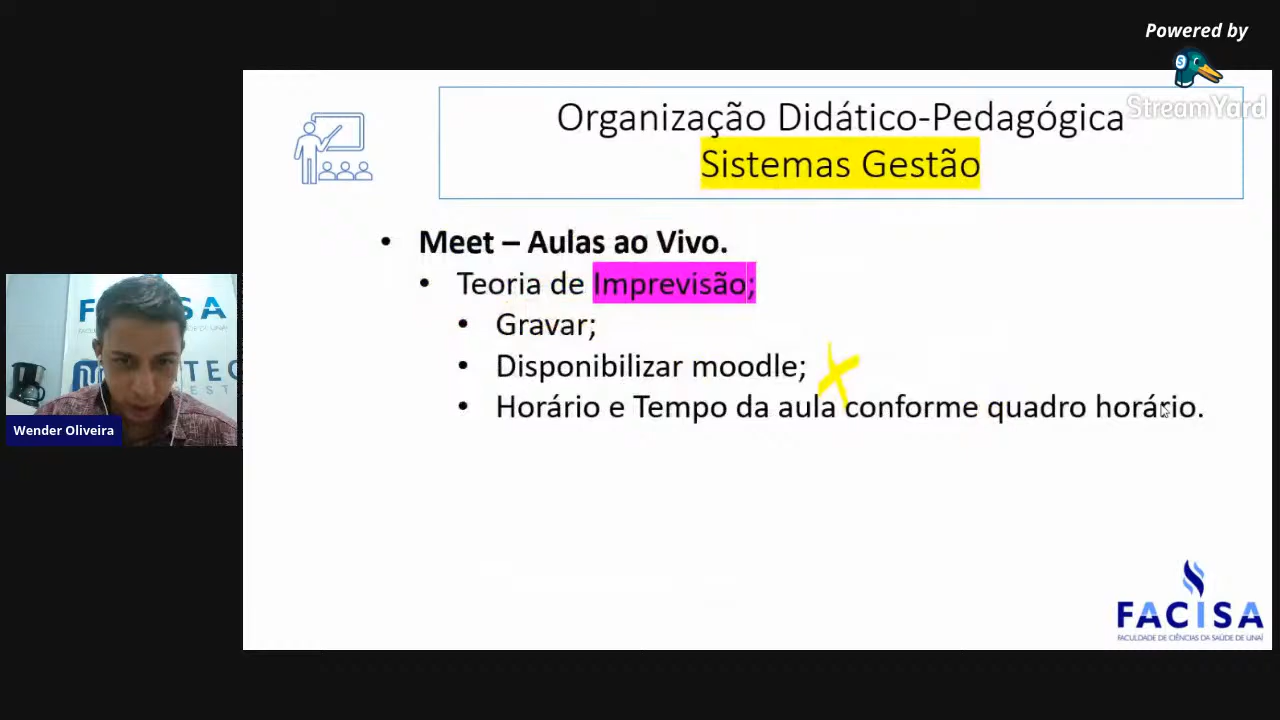 Powered by
StreamYard
Organização Didático-Pedagógica
Sistemas Gestão
• Meet – Aulas ao Vivo.
• Teoria de Imprevisão;
• Gravar;
• Disponibilizar moodle;
• Horário e Tempo da aula conforme quadro horário.
FACISA
Wender Oliveira
FACISA
FACULDADE DE CIÊNCIAS DA SAÚDE DE UNAÍ